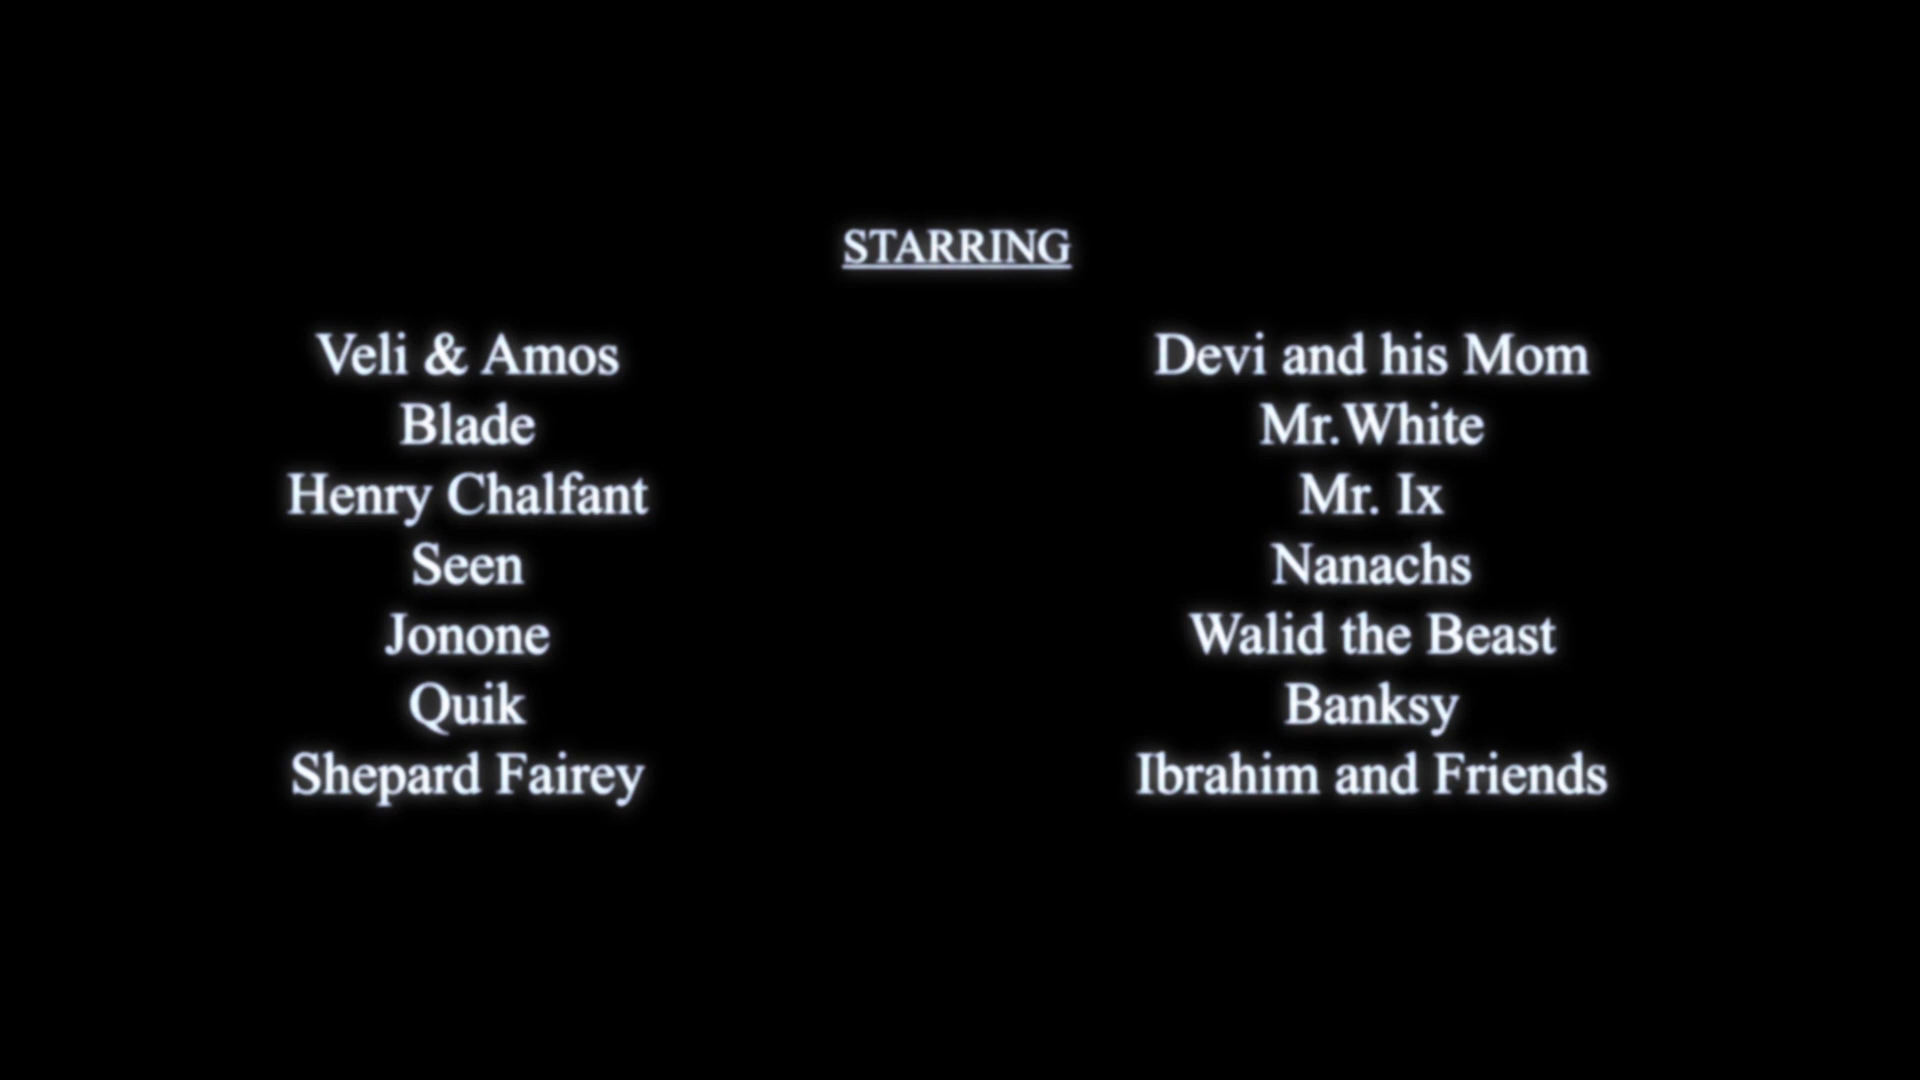 STARRING
Veli & Amos
Blade
Henry Chalfant
Seen
Jonone
Quik
Shepard Fairey
Devi and his Mom
Mr.White
Mr. Ix
Nanachs
Walid the Beast
Banksy
Ibrahim and Friends